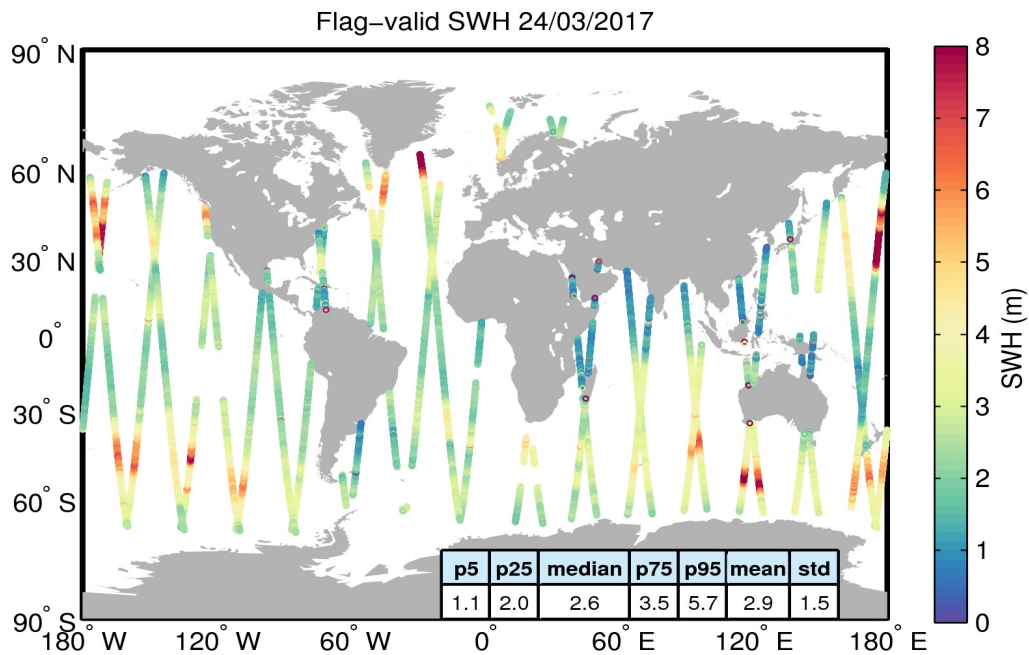 Flag−valid SWH 24/03/2017
90° N
60° N
30° N
0°
30° S
60° S
90° S
180° W
120° W
60° W
0°
60° E
120° E
180° E
8
7
6
5
4
3
2
1
0
SWH (m)
p5 p25 median p75 p95 mean std
1.1 2.0 2.6 3.5 5.7 2.9 1.5